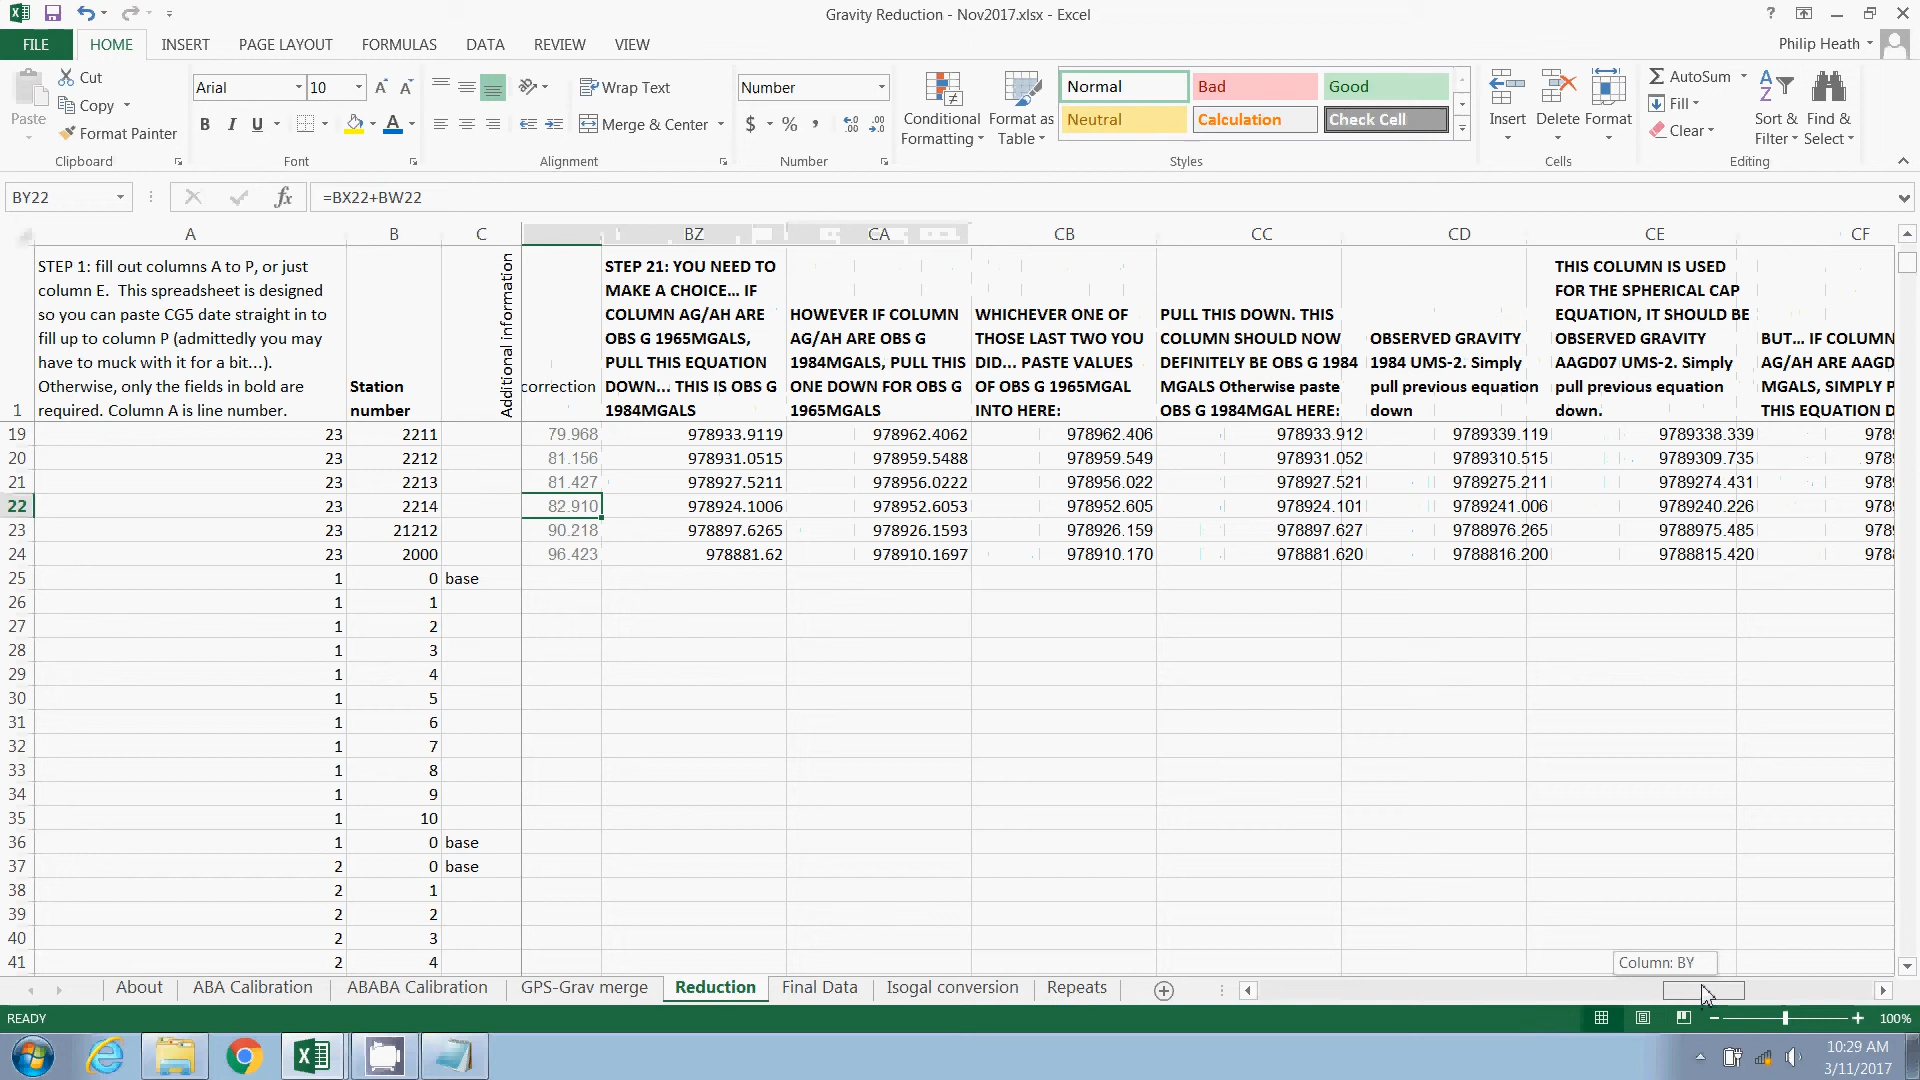 Gravity Reduction - Nov2017.xlsx - Excel
FILE HOME INSERT PAGE LAYOUT FORMULAS DATA REVIEW VIEW Philip Heath
Paste Cut Copy Format Painter Clipboard
Arial 10 B I U Font
Wrap Text Merge & Center Alignment
Number $ % , Number
Conditional Formatting Format as Table
Normal Bad Good
Neutral Calculation Check Cell
Styles
Insert Delete Format Cells
AutoSum Fill Clear Sort & Filter Find & Select Editing
BY22 fx =BX22+BW22
A B C BZ CA CB CC CD CE CF
1
STEP 1: fill out columns A to P, or just
column E. This spreadsheet is designed
so you can paste CG5 date straight in to
fill up to column P (admittedly you may
have to muck with it for a bit...).
Otherwise, only the fields in bold are
required. Column A is line number.
Station
number
Additional information
correction
STEP 21: YOU NEED TO
MAKE A CHOICE... IF
COLUMN AG/AH ARE
OBS G 1965MGALS,
PULL THIS EQUATION
DOWN... THIS IS OBS G
1984MGALS
HOWEVER IF COLUMN
AG/AH ARE OBS G
1984MGALS, PULL THIS
ONE DOWN FOR OBS G
1965MGALS
WHICHEVER ONE OF
THOSE LAST TWO YOU
DID... PASTE VALUES
OF OBS G 1965MGAL
INTO HERE:
PULL THIS DOWN. THIS
COLUMN SHOULD NOW
DEFINITELY BE OBS G 1984
MGALS Otherwise paste
OBS G 1984MGAL HERE:
OBSERVED GRAVITY
1984 UMS-2. Simply
pull previous equation
down
THIS COLUMN IS USED
FOR THE SPHERICAL CAP
EQUATION, IT SHOULD BE
OBSERVED GRAVITY
AAGD07 UMS-2. Simply
pull previous equation
down.
BUT... IF COLUMN
AG/AH ARE AAGD
MGALS, SIMPLY P
THIS EQUATION D
19 23 2211 79.968 978933.9119 978962.4062 978962.406 978933.912 9789339.119 9789338.339 978
20 23 2212 81.156 978931.0515 978959.5488 978959.549 978931.052 9789310.515 9789309.735 978
21 23 2213 81.427 978927.5211 978956.0222 978956.022 978927.521 9789275.211 9789274.431 978
22 23 2214 82.910 978924.1006 978952.6053 978952.605 978924.101 9789241.006 9789240.226 978
23 23 21212 90.218 978897.6265 978926.1593 978926.159 978897.627 9788976.265 9788975.485 978
24 23 2000 96.423 978881.62 978910.1697 978910.170 978881.620 9788816.200 9788815.420 978
25 1 0 base
26 1 1
27 1 2
28 1 3
29 1 4
30 1 5
31 1 6
32 1 7
33 1 8
34 1 9
35 1 10
36 1 0 base
37 2 0 base
38 2 1
39 2 2
40 2 3
41 2 4
Column: BY
About ABA Calibration ABABA Calibration GPS-Grav merge Reduction Final Data Isogal conversion Repeats
READY 100%
10:29 AM
3/11/2017